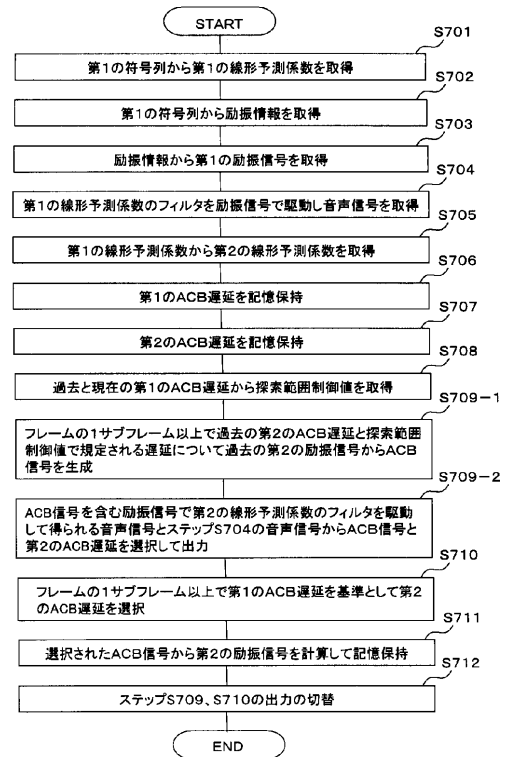 START
S701
第1の符号列から第1の線形予測係数を取得
S702
第1の符号列から励振情報を取得
S703
励振情報から第1の励振信号を取得
S704
第1の線形予測係数のフィルタを励振信号で駆動し音声信号を取得
S705
第1の線形予測係数から第2の線形予測係数を取得
S706
第1のACB遅延を記憶保持
S707
第2のACB遅延を記憶保持
S708
過去と現在の第1のACB遅延から探索範囲制御値を取得
S709-1
フレームの1サブフレーム以上で過去の第2のACB遅延と探索範囲
制御値で規定される遅延について過去の第2の励振信号からACB
信号を生成
S709-2
ACB信号を含む励振信号で第2の線形予測係数のフィルタを駆動
して得られる音声信号とステップS704の音声信号からACB信号と
第2のACB遅延を選択して出力
S710
フレームの1サブフレーム以上で第1のACB遅延を基準として第2
のACB遅延を選択
S711
選択されたACB信号から第2の励振信号を計算して記憶保持
S712
ステップS709、S710の出力の切替
END